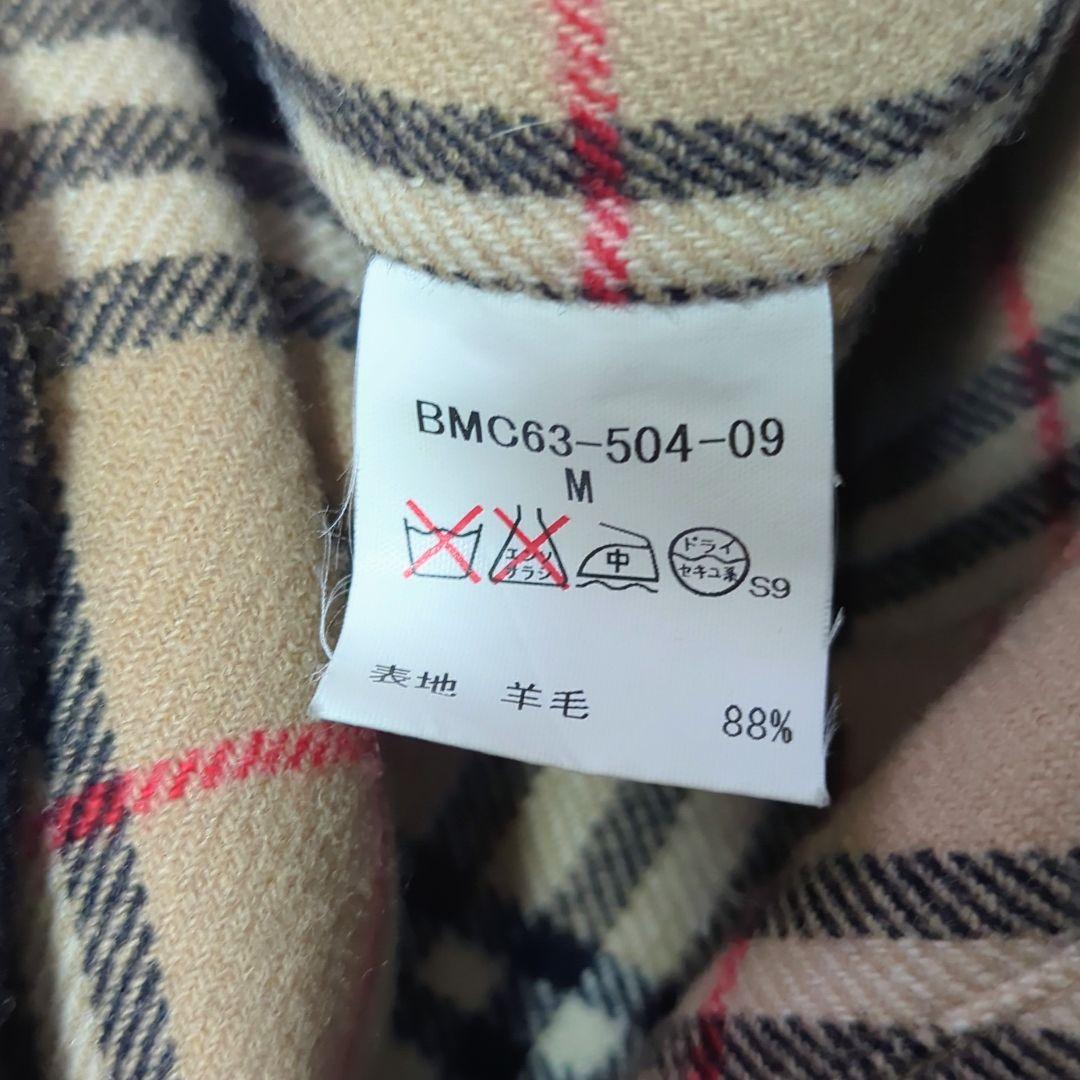 BMC63-504-09
M
エンソ サラシ 中 ドライ セキユ系 S9
表地 羊毛 88%